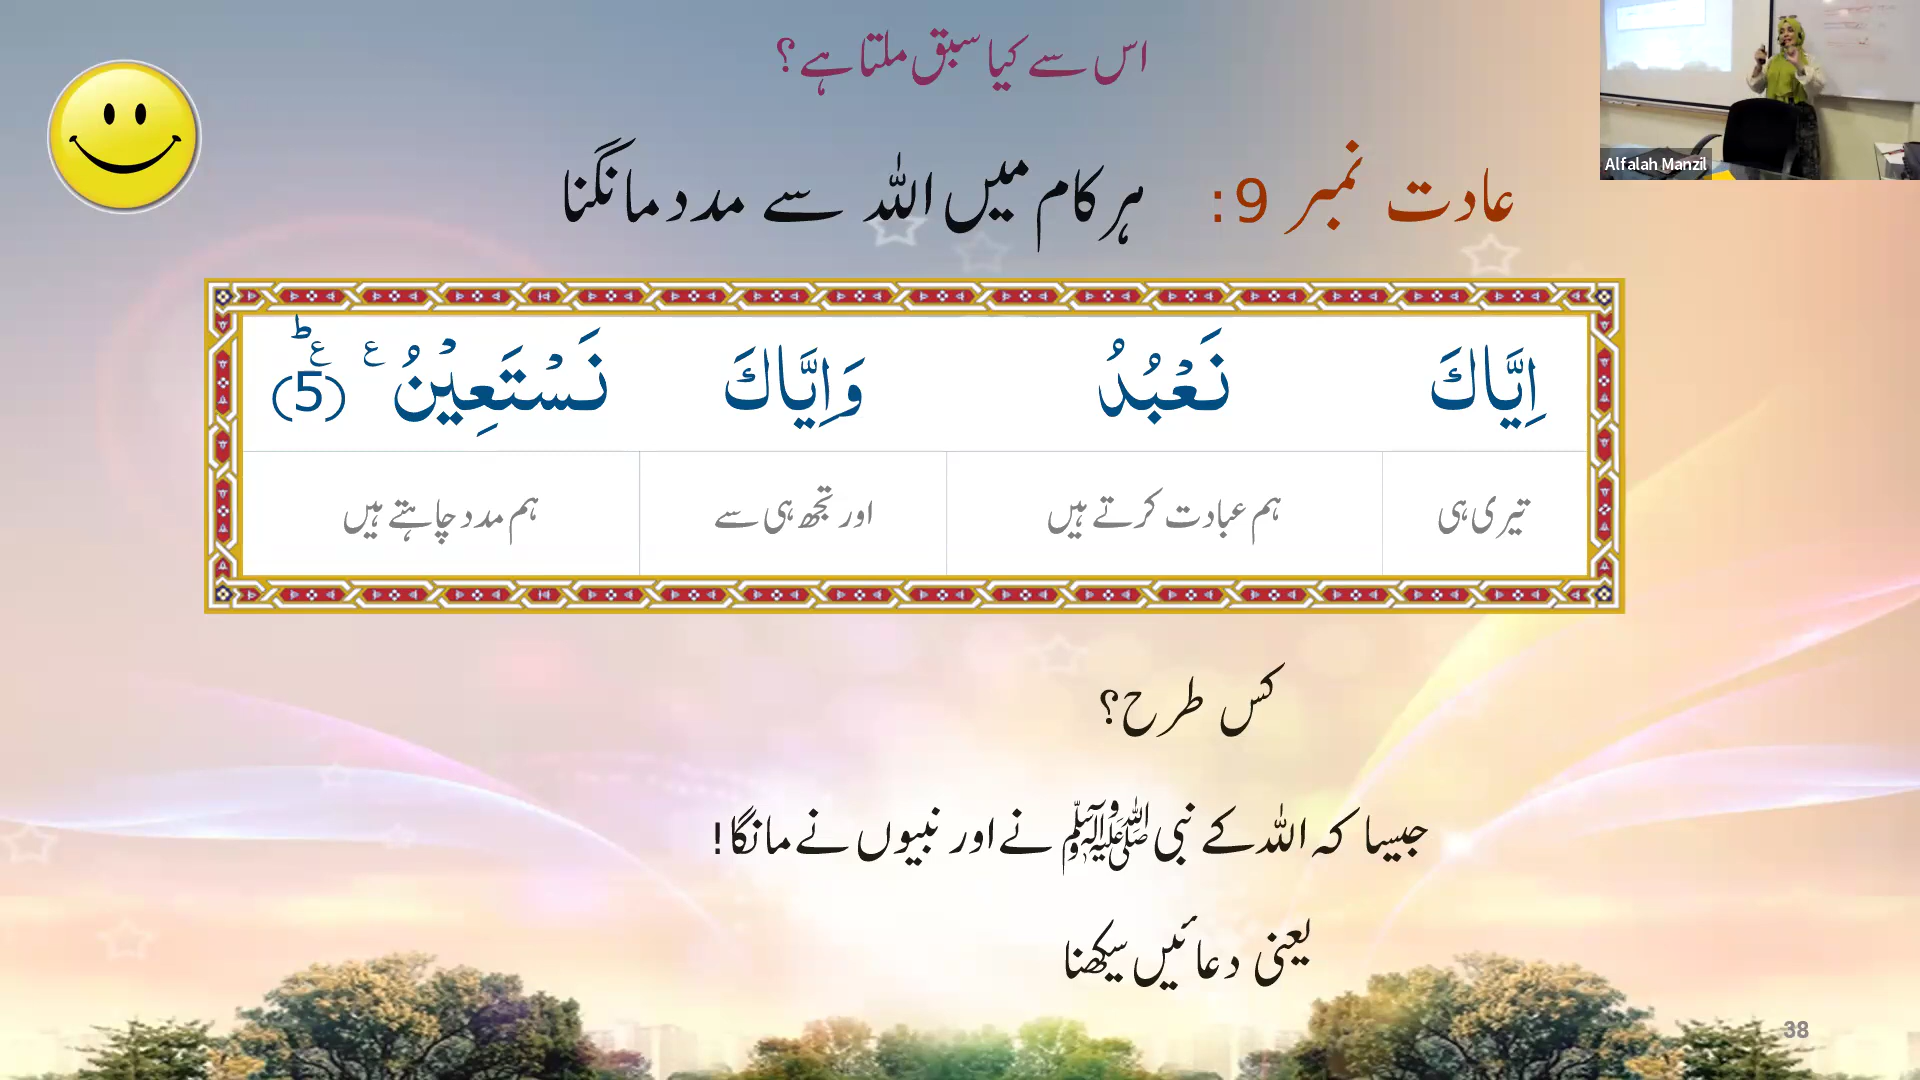 اس سے کیا سبق ملتا ہے؟
عادت نمبر 9: ہر کام میں اللہ سے مدد مانگنا
اِیَّاكَ نَعْبُدُ وَاِیَّاكَ نَسْتَعِیْنُ ع ؕع (5)
تیری ہی ہم عبادت کرتے ہیں اور تجھ ہی سے ہم مدد چاہتے ہیں
کس طرح؟
جیسا کہ اللہ کے نبی ﷺ نے اور نبیوں نے مانگا!
یعنی دعائیں سیکھنا
38
Alfalah Manzil